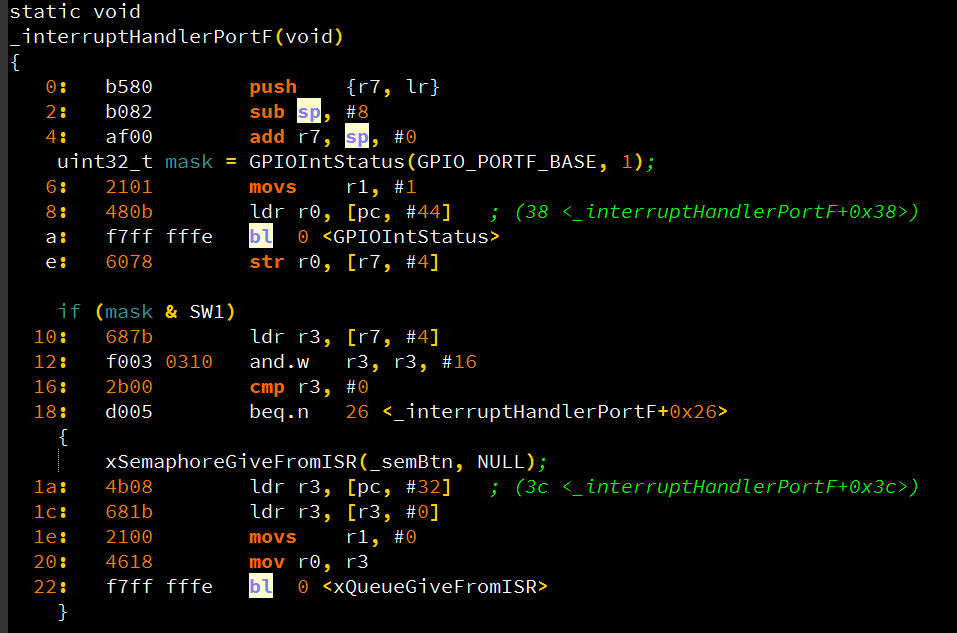 static void
_interruptHandlerPortF(void)
{
   0:   b580        push    {r7, lr}
   2:   b082        sub sp, #8
   4:   af00        add r7, sp, #0
    uint32_t mask = GPIOIntStatus(GPIO_PORTF_BASE, 1);
   6:   2101        movs    r1, #1
   8:   480b        ldr r0, [pc, #44]   ; (38 <_interruptHandlerPortF+0x38>)
   a:   f7ff fffe   bl  0 <GPIOIntStatus>
   e:   6078        str r0, [r7, #4]
    if (mask & SW1)
  10:   687b        ldr r3, [r7, #4]
  12:   f003 0310   and.w   r3, r3, #16
  16:   2b00        cmp r3, #0
  18:   d005        beq.n   26 <_interruptHandlerPortF+0x26>
    {
        xSemaphoreGiveFromISR(_semBtn, NULL);
  1a:   4b08        ldr r3, [pc, #32]   ; (3c <_interruptHandlerPortF+0x3c>)
  1c:   681b        ldr r3, [r3, #0]
  1e:   2100        movs    r1, #0
  20:   4618        mov r0, r3
  22:   f7ff fffe   bl  0 <xQueueGiveFromISR>
    }